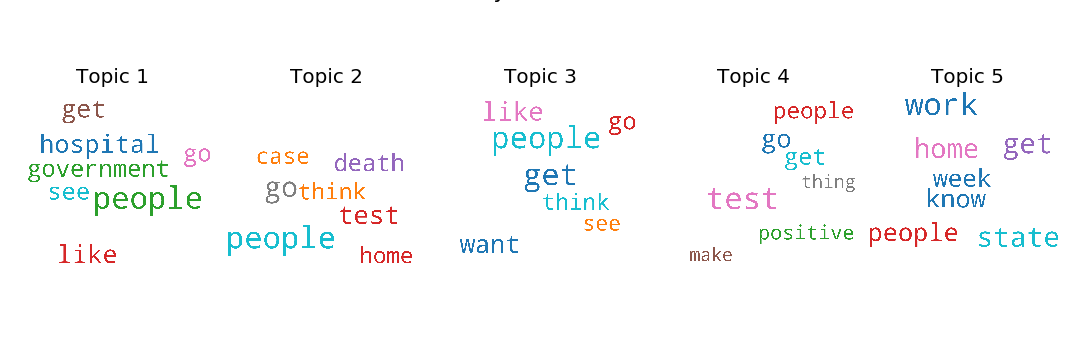 Topic 1
get
hospital
go
government
see
people
like
Topic 2
case
death
go
think
test
people
home
Topic 3
like
go
people
get
think
see
want
Topic 4
people
go
get
thing
test
positive
make
Topic 5
work
home
get
week
know
people
state